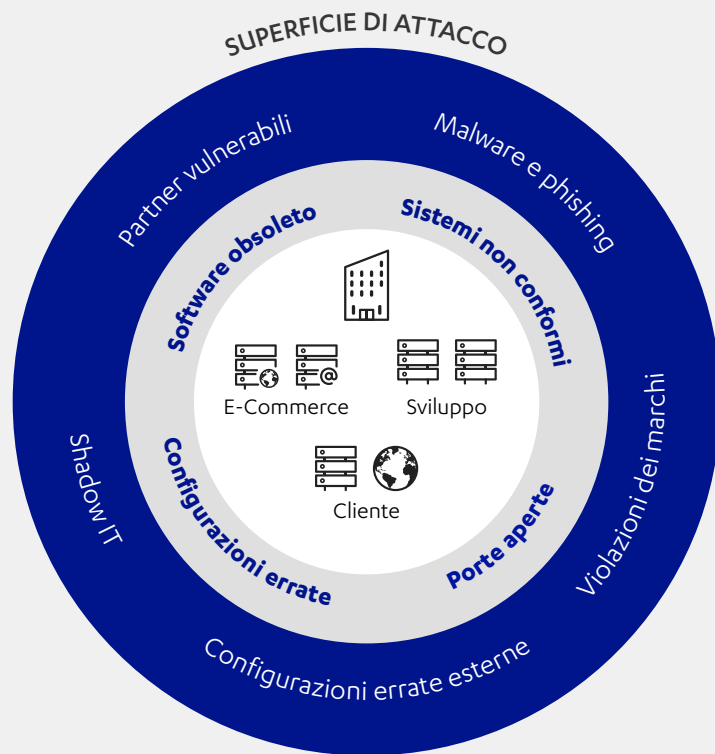 SUPERFICIE DI ATTACCO
Partner vulnerabili
Malware e phishing
Software obsoleto
Sistemi non conformi
E-Commerce
Sviluppo
Cliente
Shadow IT
Configurazioni errate
Porte aperte
Violazioni dei marchi
Configurazioni errate esterne